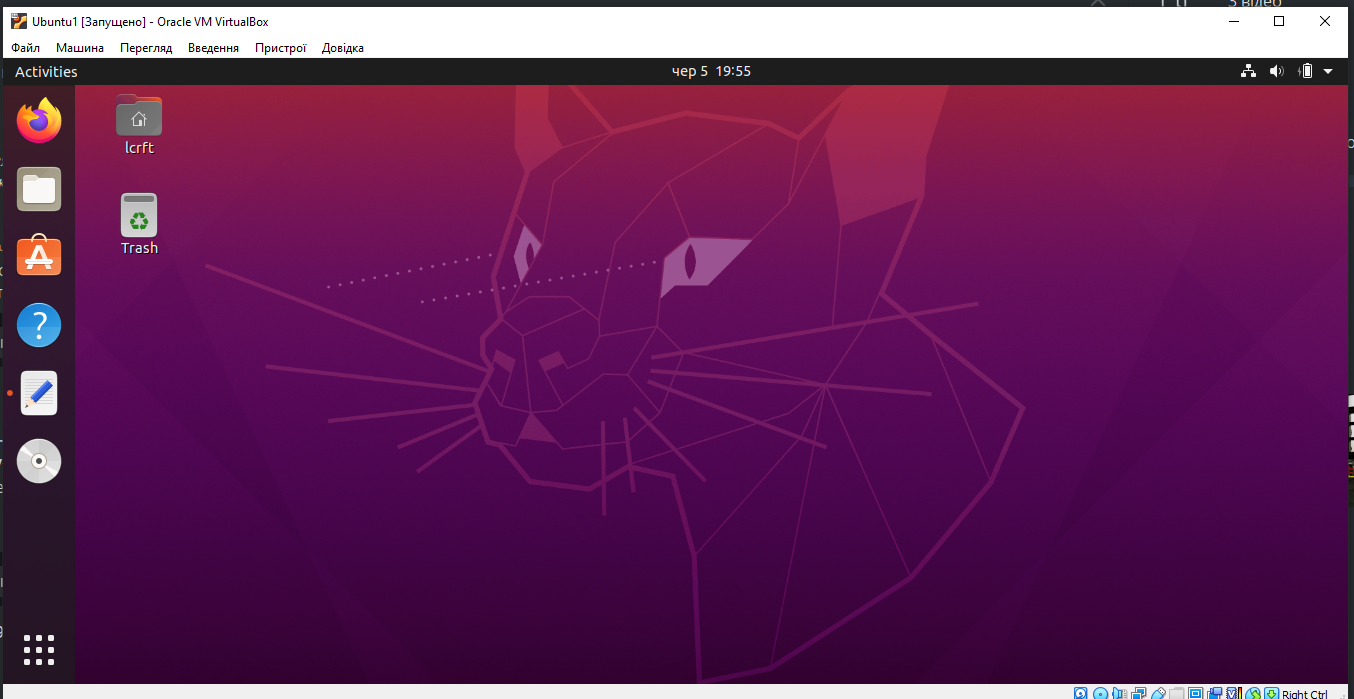 Ubuntu1 [Запущено] - Oracle VM VirtualBox
Файл Машина Перегляд Введення Пристрої Довідка
Activities
чер 5 19:55
lcrft
Trash
Right Ctrl